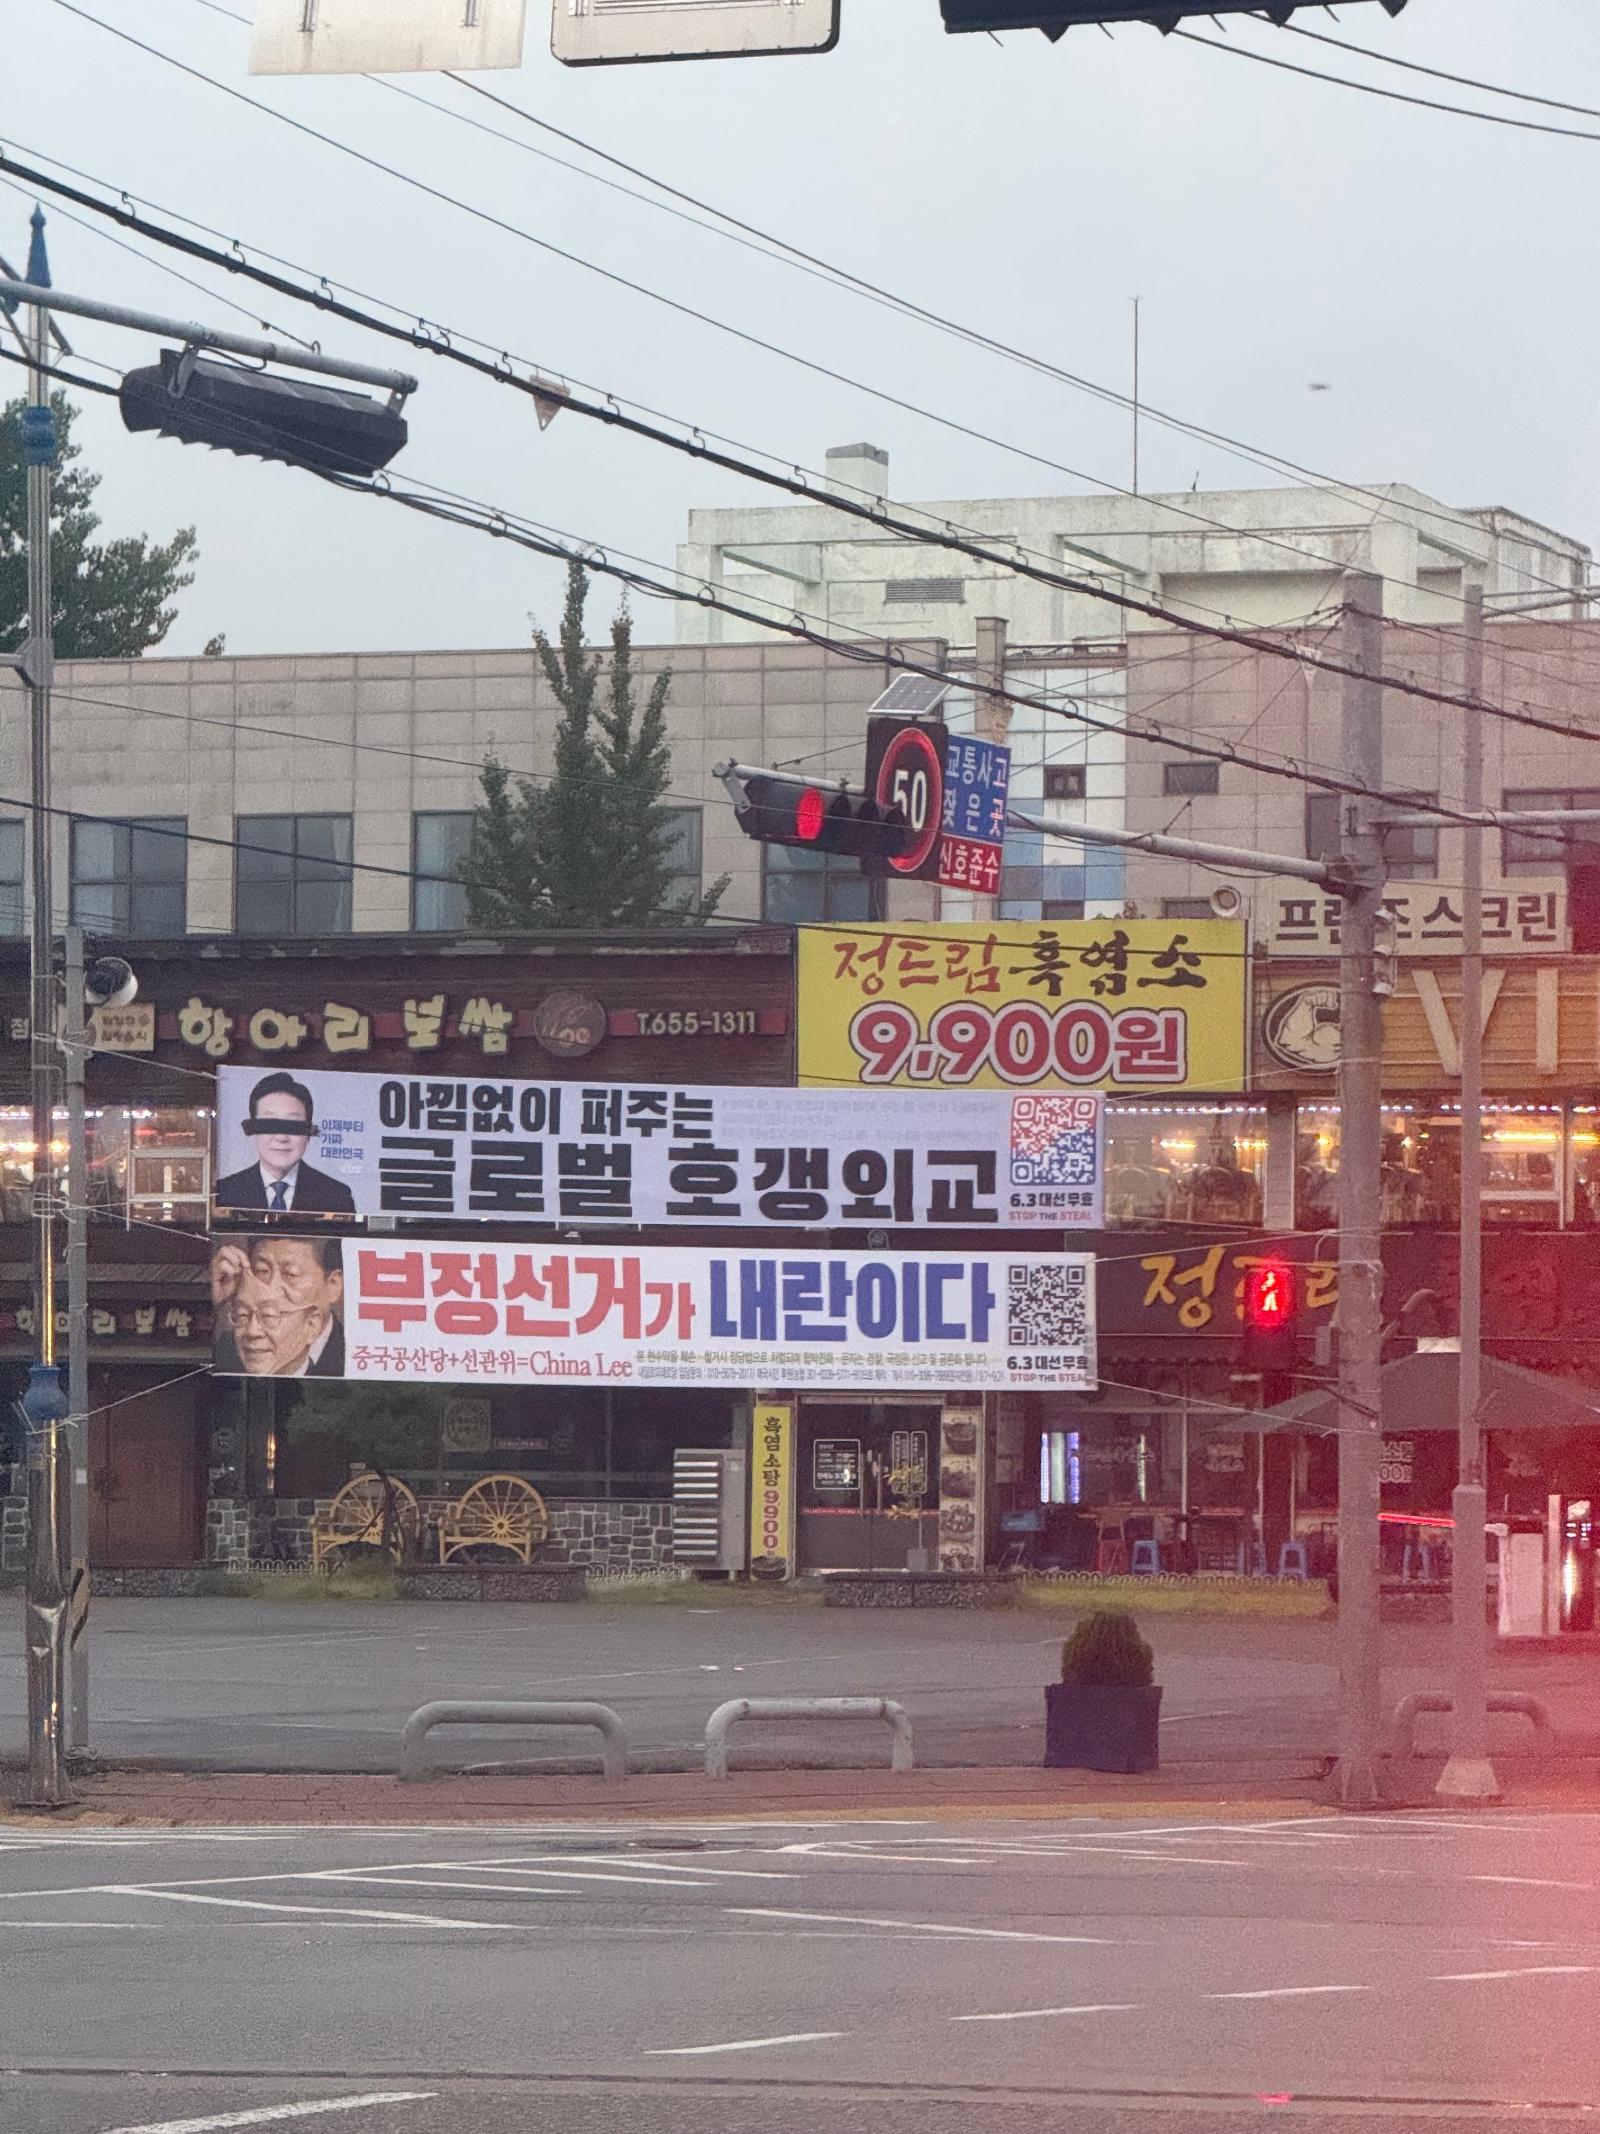 50
교통사고
잦은 곳
신호준수
프렌즈 스크린
정드림 흑염소
9,900원
항아리 보쌈
T.655-1311
VI
이제부터
가짜
대한민국
아낌없이 퍼주는
글로벌 호갱외교
6.3 대선 무효
STOP THE STEAL
부정선거가 내란이다
중국공산당+선관위=China Lee
6.3 대선 무효
STOP THE STEAL
정드림
항아리 보쌈
흑염소탕 9900